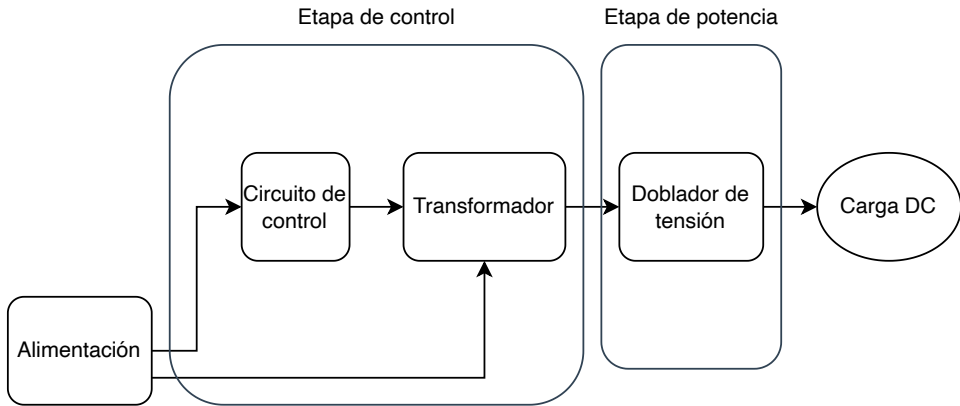 Etapa de control
Etapa de potencia
Circuito de
control
Transformador
Doblador de
tensión
Carga DC
Alimentación